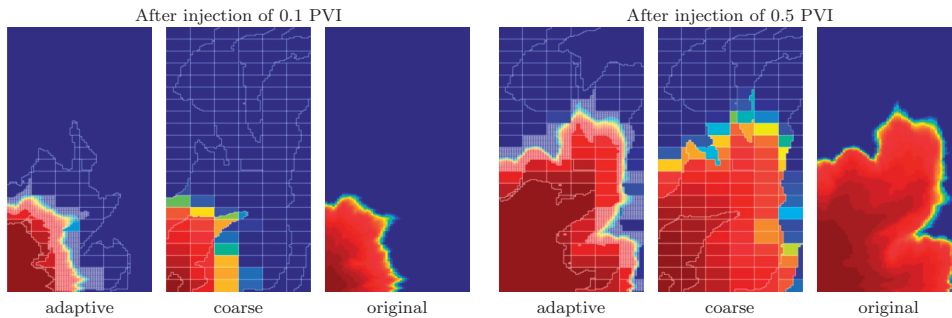 After injection of 0.1 PVI
After injection of 0.5 PVI
adaptive
coarse
original
adaptive
coarse
original